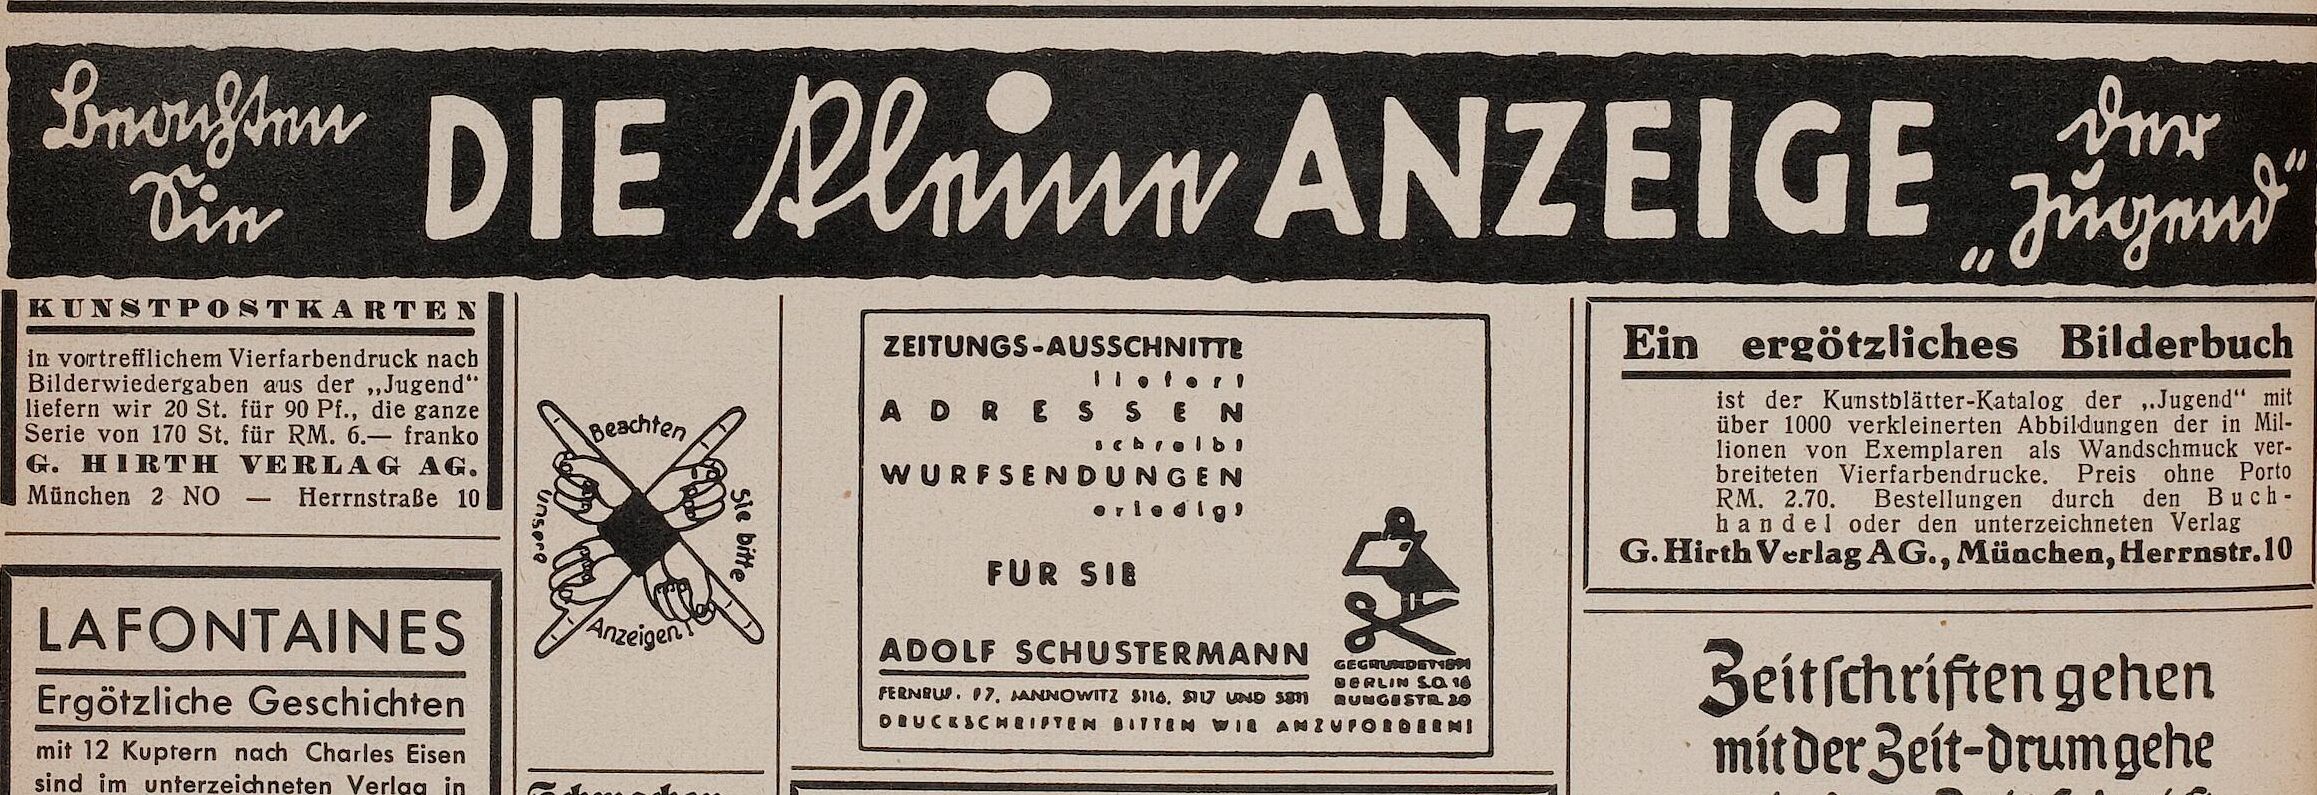 Beachten
Sie
DIE kleine ANZEIGE
der
„Jugend“
KUNSTPOSTKARTEN
in vortrefflichem Vierfarbendruck nach
Bilderwiedergaben aus der „Jugend“
liefern wir 20 St. für 90 Pf., die ganze
Serie von 170 St. für RM. 6.— franko
G. HIRTH VERLAG AG.
München 2 NO — Herrnstraße 10
LAFONTAINES
Ergötzliche Geschichten
mit 12 Kupfern nach Charles Eisen
sind im unterzeichneten Verlag in
Beachten
Sie bitte
unsere
Anzeigen!
ZEITUNGS-AUSSCHNITTE
liefert
ADRESSEN
schreibt
WURFSENDUNGEN
erledigt
FÜR SIE
ADOLF SCHUSTERMANN
FERNRUF: F7, JANNOWITZ 5116, 5117 UND 5811
DRUCKSCHRIFTEN BITTEN WIR ANZUFORDERN!
GEGRÜNDET 1891
BERLIN S.O. 16
RUNGESTR. 20
Ein ergötzliches Bilderbuch
ist der Kunstblätter-Katalog der „Jugend“ mit
über 1000 verkleinerten Abbildungen der in Mil-
lionen von Exemplaren als Wandschmuck ver-
breiteten Vierfarbendrucke. Preis ohne Porto
RM. 2.70. Bestellungen durch den Buch-
handel oder den unterzeichneten Verlag
G. Hirth Verlag AG., München, Herrnstr. 10
Zeitschriften gehen
mit der Zeit-drum gehe